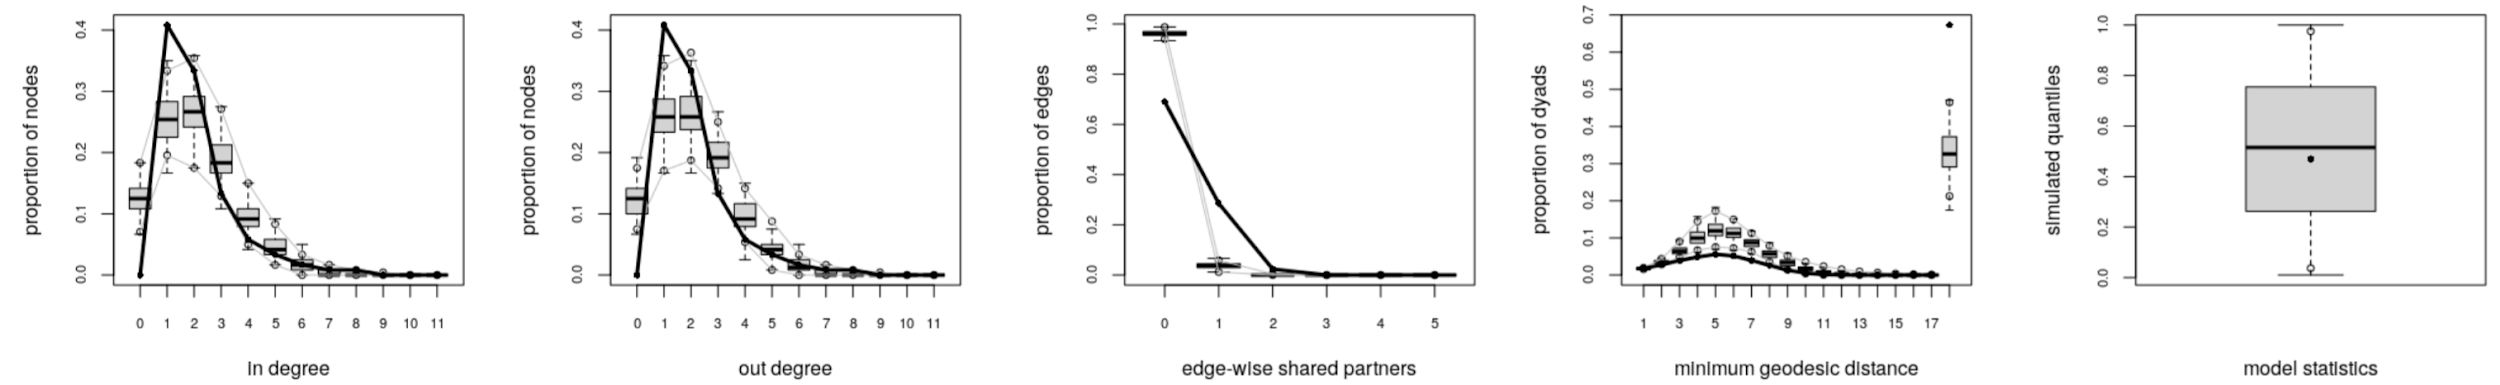 proportion of nodes
0.4
0.3
0.2
0.1
0.0
0 1 2 3 4 5 6 7 8 9 10 11
in degree
proportion of nodes
0.4
0.3
0.2
0.1
0.0
0 1 2 3 4 5 6 7 8 9 10 11
out degree
proportion of edges
1.0
0.8
0.6
0.4
0.2
0.0
0 1 2 3 4 5
edge-wise shared partners
proportion of dyads
0.7
0.6
0.5
0.4
0.3
0.2
0.1
0.0
1 3 5 7 9 11 13 15 17
minimum geodesic distance
simulated quantiles
1.0
0.8
0.6
0.4
0.2
0.0
model statistics